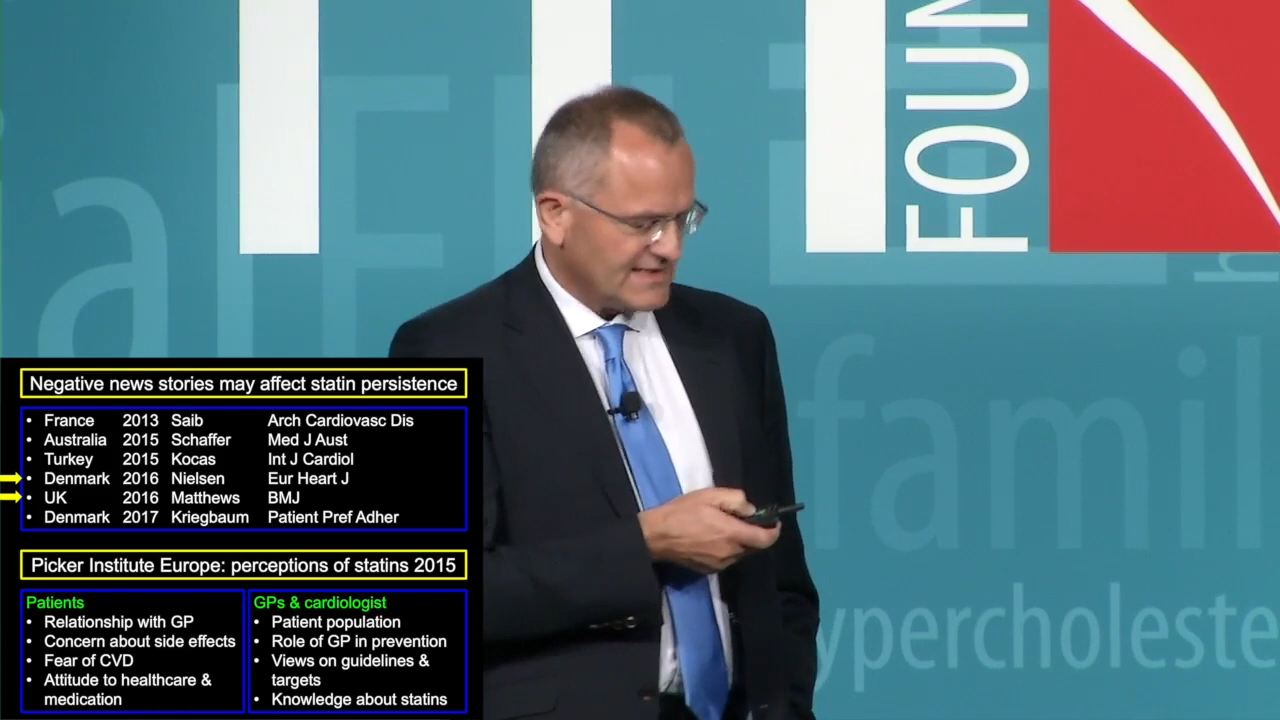 FOUN
FH
family
hypercholeste
Negative news stories may affect statin persistence
• France 2013 Saib Arch Cardiovasc Dis
• Australia 2015 Schaffer Med J Aust
• Turkey 2015 Kocas Int J Cardiol
• Denmark 2016 Nielsen Eur Heart J
• UK 2016 Matthews BMJ
• Denmark 2017 Kriegbaum Patient Pref Adher
Picker Institute Europe: perceptions of statins 2015
Patients
• Relationship with GP
• Concern about side effects
• Fear of CVD
• Attitude to healthcare &
medication
GPs & cardiologist
• Patient population
• Role of GP in prevention
• Views on guidelines &
targets
• Knowledge about statins